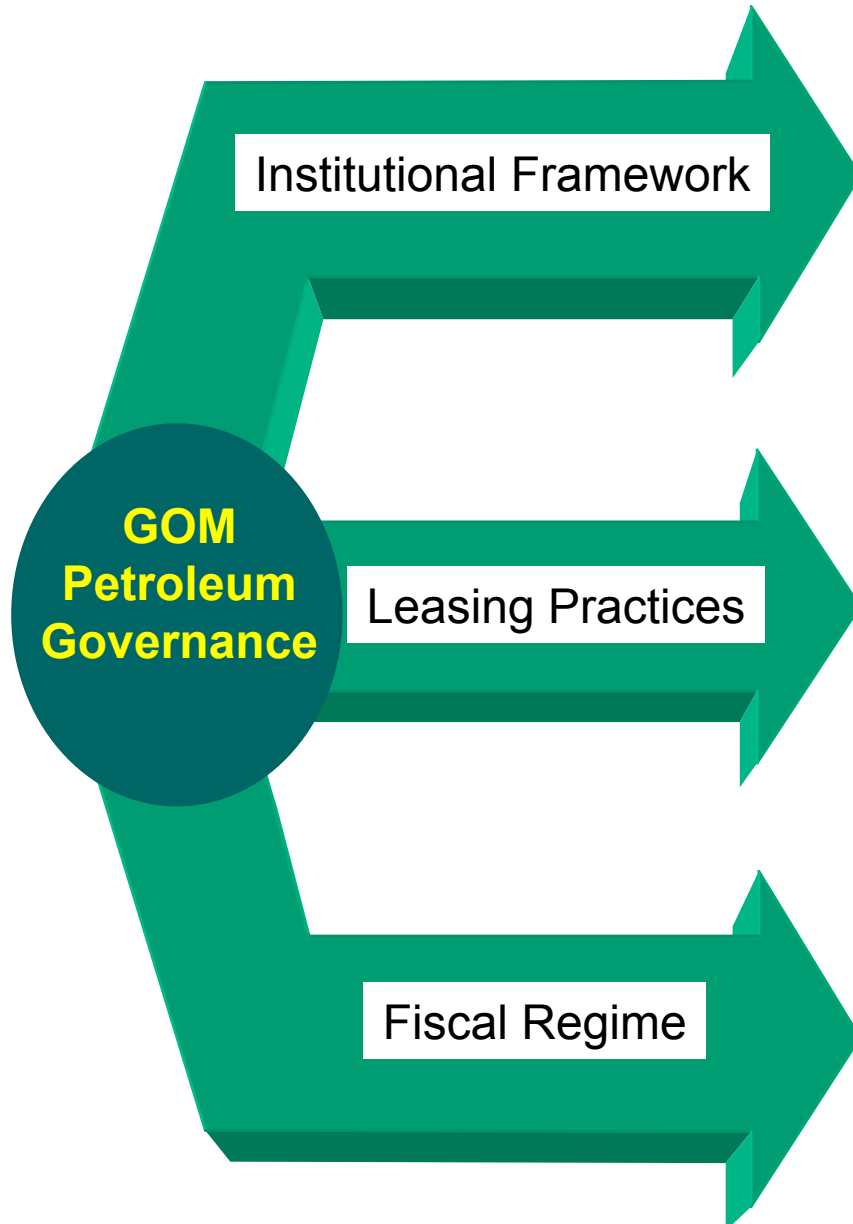 Institutional Framework
GOM
Petroleum
Governance
Leasing Practices
Fiscal Regime